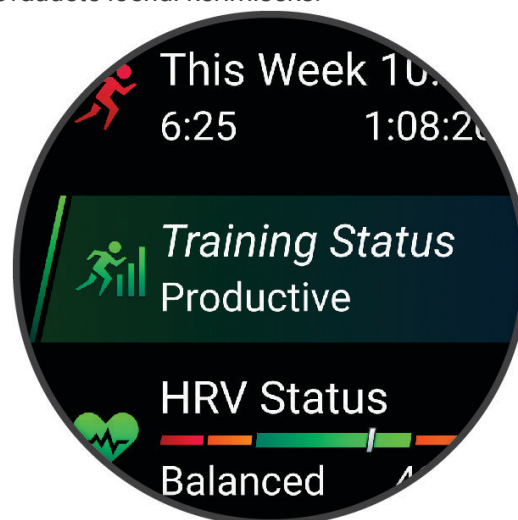 This Week
6:25
Training Status
Productive
HRV Status
Balanced